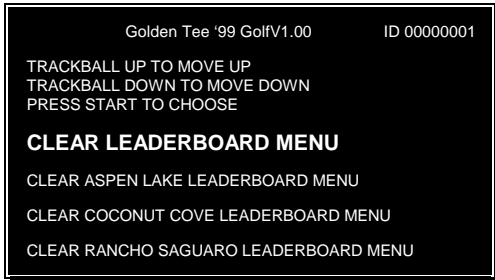 Golden Tee ‘99 GolfV1.00 ID 00000001
TRACKBALL UP TO MOVE UP
TRACKBALL DOWN TO MOVE DOWN
PRESS START TO CHOOSE
CLEAR LEADERBOARD MENU
CLEAR ASPEN LAKE LEADERBOARD MENU
CLEAR COCONUT COVE LEADERBOARD MENU
CLEAR RANCHO SAGUARO LEADERBOARD MENU